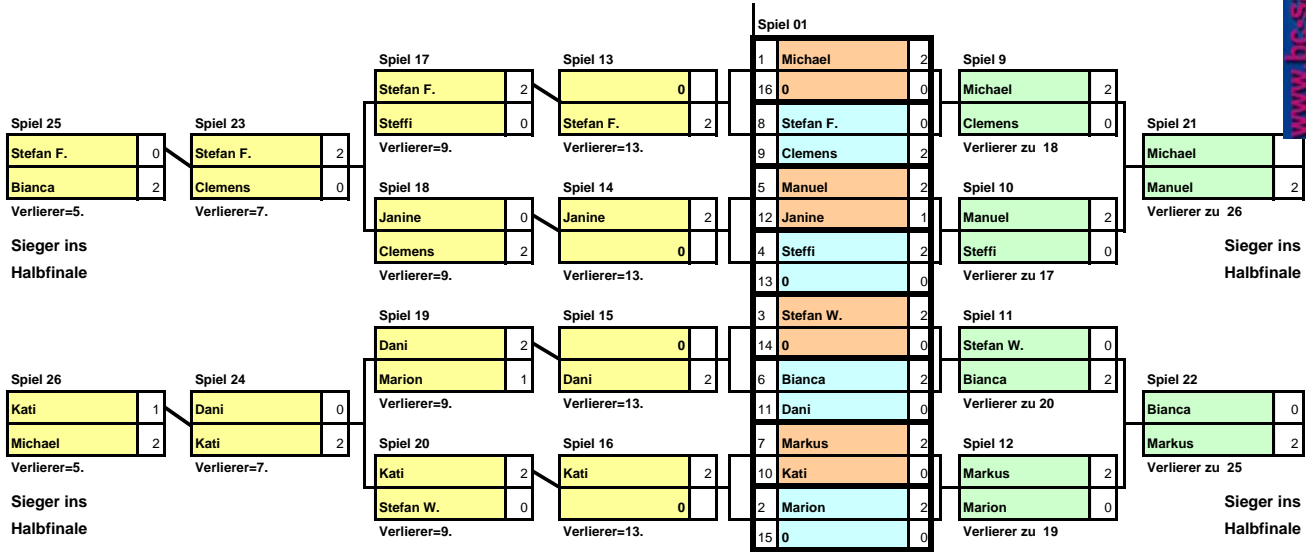 Spiel 01
Spiel 17 Spiel 13 1 Michael 2 Spiel 9
Stefan F. 2 0 16 0 0 Michael 2
Spiel 25 Spiel 23 Steffi 0 Stefan F. 2 8 Stefan F. 0 Clemens 0 Spiel 21
Stefan F. 0 Stefan F. 2 Verlierer=9. Verlierer=13. 9 Clemens 2 Verlierer zu 18 Michael
Bianca 2 Clemens 0 Spiel 18 Spiel 14 5 Manuel 2 Spiel 10 Manuel 2
Verlierer=5. Verlierer=7. Janine 0 Janine 2 12 Janine 1 Manuel 2 Verlierer zu 26
Sieger ins Clemens 2 0 4 Steffi 2 Steffi 0 Sieger ins
Halbfinale Verlierer=9. Verlierer=13. 13 0 0 Verlierer zu 17 Halbfinale
Spiel 19 Spiel 15 3 Stefan W. 2 Spiel 11
Dani 2 0 14 0 0 Stefan W. 0
Spiel 26 Spiel 24 Marion 1 Dani 2 6 Bianca 2 Bianca 2 Spiel 22
Kati 1 Dani 0 Verlierer=9. Verlierer=13. 11 Dani 0 Verlierer zu 20 Bianca 0
Michael 2 Kati 2 Spiel 20 Spiel 16 7 Markus 2 Spiel 12 Markus 2
Verlierer=5. Verlierer=7. Kati 2 Kati 2 10 Kati 0 Markus 2 Verlierer zu 25
Sieger ins Stefan W. 0 0 2 Marion 2 Marion 0 Sieger ins
Halbfinale Verlierer=9. Verlierer=13. 15 0 0 Verlierer zu 19 Halbfinale